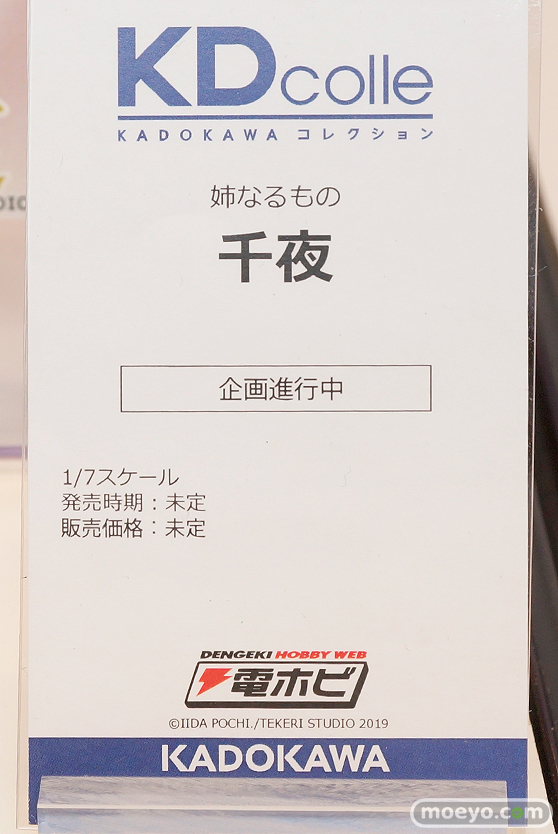 KDcolle
KADOKAWA コレクション
姉なるもの
千夜
企画進行中
1/7スケール
発売時期：未定
販売価格：未定
DENGEKI HOBBY WEB
電ホビ
©IIDA POCHI./TEKERI STUDIO 2019
KADOKAWA
moeyo.com